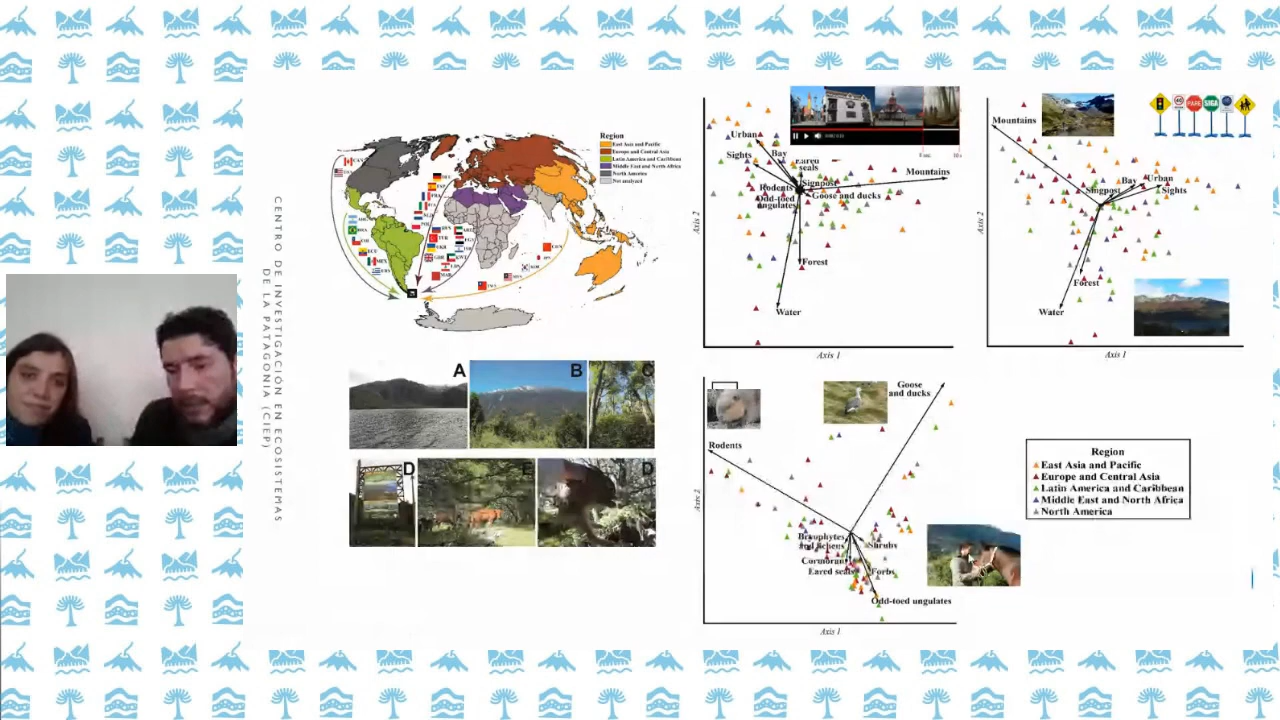 CENTRO DE INVESTIGACIÓN EN ECOSISTEMAS
DE LA PATAGONIA (CIEP)
Region
East Asia and Pacific
Europe and Central Asia
Latin America and Caribbean
Middle East and North Africa
North America
Not analyzed
A
B
C
D
E
D
Urban
Bay
Sights
Eared
seals
Mountains
Rodents
Signpost
Odd-toed
ungulates
Goose and ducks
Forest
Water
Axis 2
Axis 1
PARE
SIGA
Mountains
Bay
Urban
Singpost
Sights
Forest
Water
Axis 2
Axis 1
Goose
and ducks
Rodents
Bryophytes
and lichens
Shrubs
Cormorant
Eared seals
Forbs
Odd-toed ungulates
Axis 2
Axis 1
Region
East Asia and Pacific
Europe and Central Asia
Latin America and Caribbean
Middle East and North Africa
North America